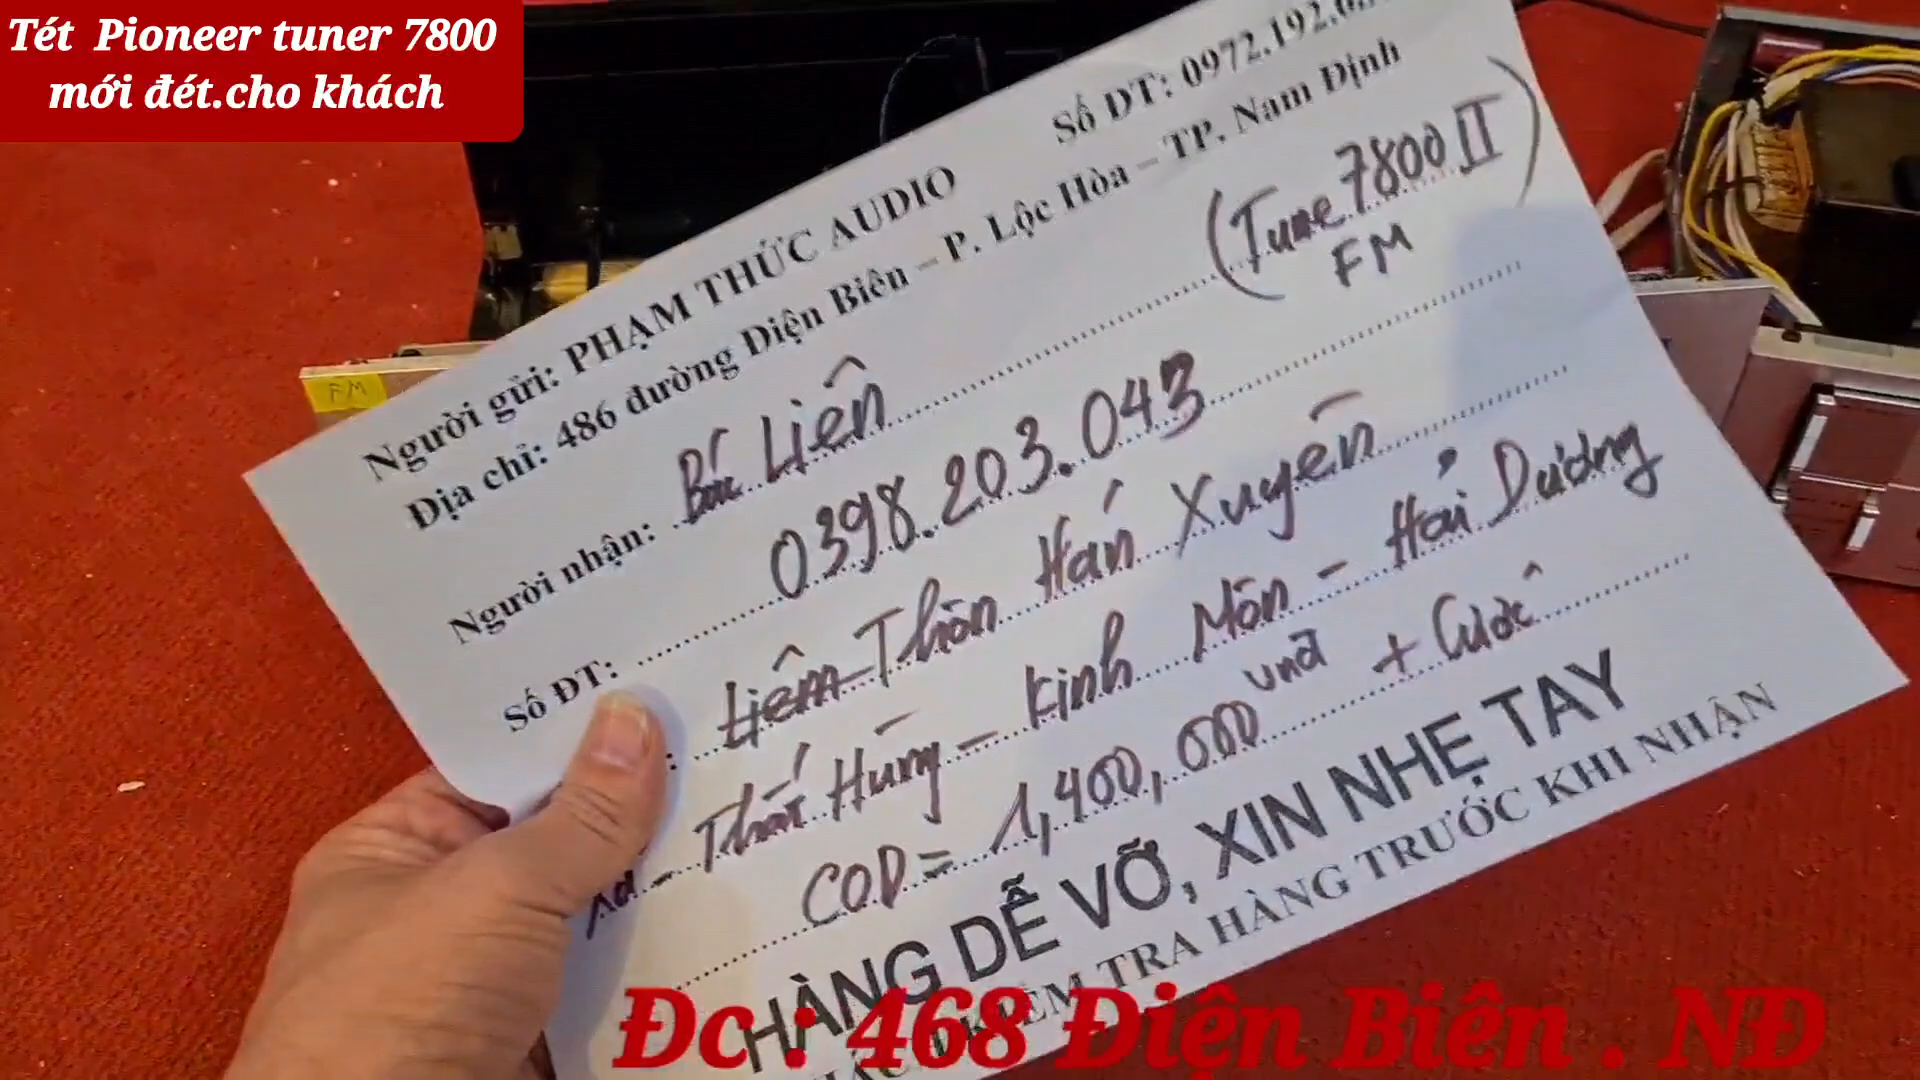 Tét Pioneer tuner 7800
mới đét.cho khách
Người gửi: PHẠM THỨC AUDIO
Số ĐT: 0972.192.
Địa chỉ: 486 đường Điện Biên – P. Lộc Hòa – TP. Nam Định
(Tune 7800 II)
FM
Người nhận: Bác Liên
Số ĐT: 0398.203.043
: Liêm Thôn Hán Xuyên
- Thái Hưng - Kinh Môn - Hải Dương
COD = 1,400,000 vnđ + Cước
HÀNG DỄ VỠ, XIN NHẸ TAY
KIỂM TRA HÀNG TRƯỚC KHI NHẬN
FM
Đc : 468 Điện Biên . NĐ